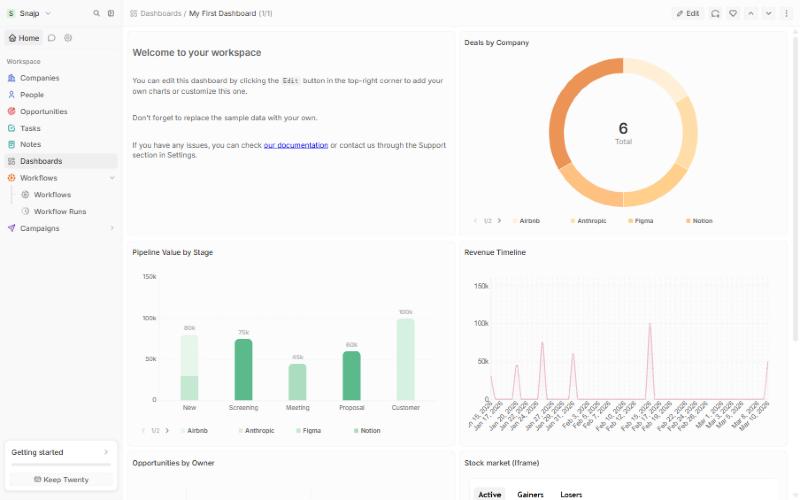 S Snajp
Home
Workspace
Companies
People
Opportunities
Tasks
Notes
Dashboards
Workflows
Workflows
Workflow Runs
Campaigns
Getting started
Keep Twenty
Dashboards / My First Dashboard (1/1)
Edit
Welcome to your workspace
You can edit this dashboard by clicking the Edit button in the top-right corner to add your
own charts or customize this one.
Don't forget to replace the sample data with your own.
If you have any issues, you can check our documentation or contact us through the Support
section in Settings.
Deals by Company
6
Total
1/2 Airbnb Anthropic Figma Notion
Pipeline Value by Stage
150k
100k
50k
0
80k
75k
45k
60k
100k
New Screening Meeting Proposal Customer
1/2 Airbnb Anthropic Figma Notion
Revenue Timeline
150k
100k
50k
0
Opportunities by Owner
Stock market (Iframe)
Active Gainers Losers